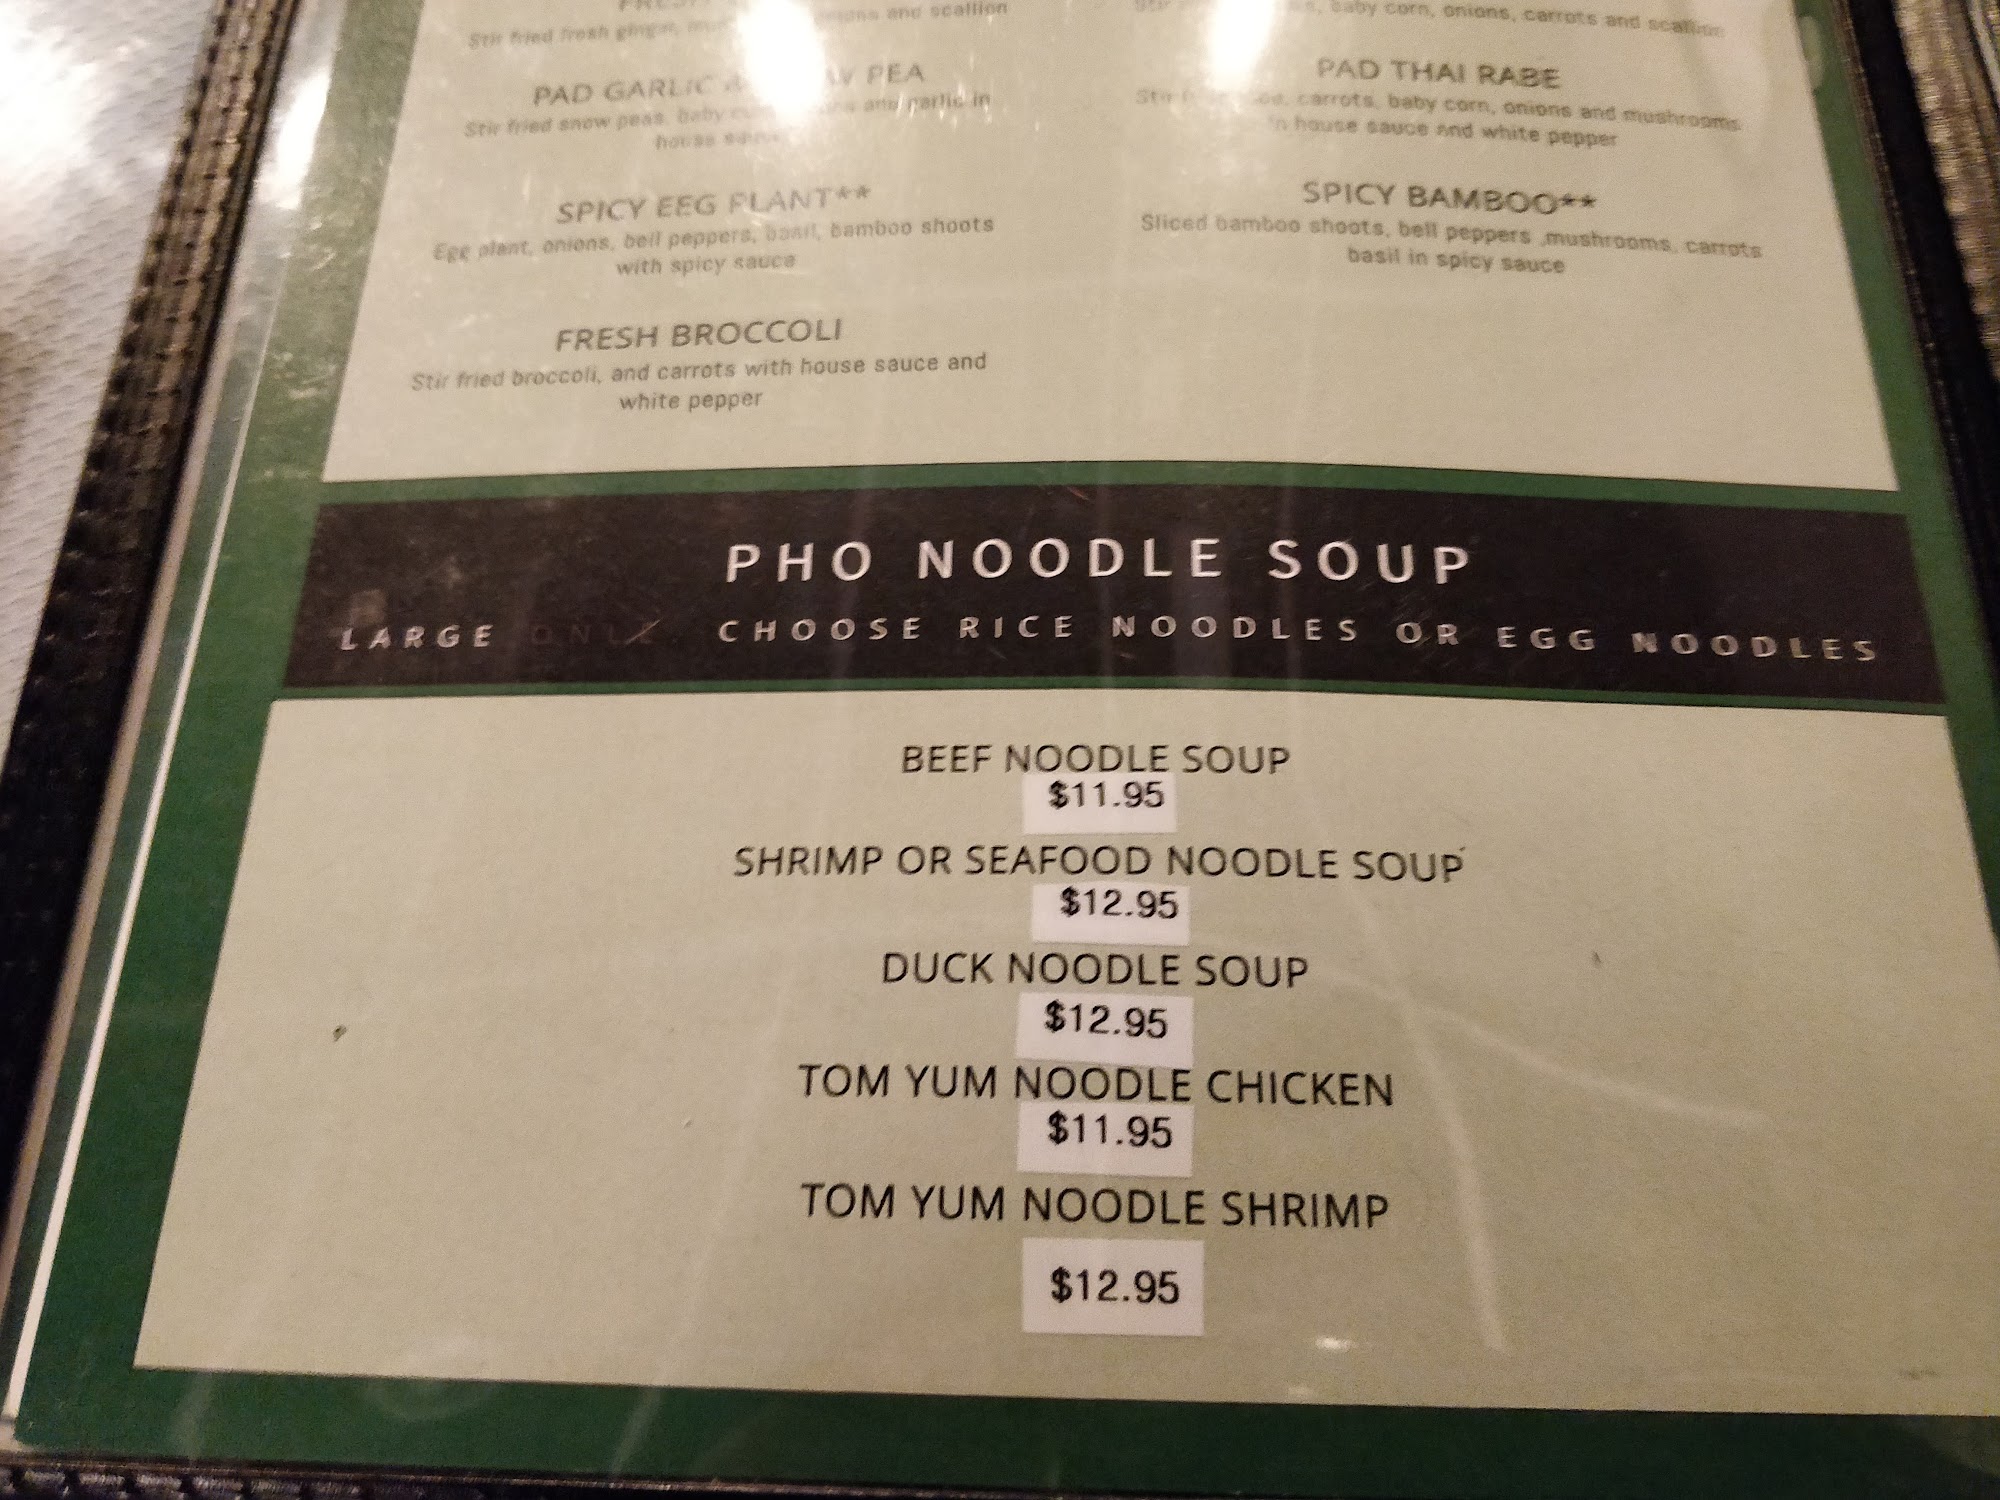 and scallion
Stir fried fresh ginger,
PAD GARLIC PEA
Stir fried snow peas, baby and garlic in
house
SPICY EEG PLANT**
Egg plant, onions, bell peppers, basil, bamboo shoots
with spicy sauce
FRESH BROCCOLI
Stir fried broccoli, and carrots with house sauce and
white pepper
baby corn, onions, carrots and scallion
PAD THAI RABE
carrots, baby corn, onions and mushrooms
in house sauce and white pepper
SPICY BAMBOO**
Sliced bamboo shoots, bell peppers ,mushrooms, carrots
basil in spicy sauce
PHO NOODLE SOUP
LARGE ONLY. CHOOSE RICE NOODLES OR EGG NOODLES
BEEF NOODLE SOUP
$11.95
SHRIMP OR SEAFOOD NOODLE SOUP
$12.95
DUCK NOODLE SOUP
$12.95
TOM YUM NOODLE CHICKEN
$11.95
TOM YUM NOODLE SHRIMP
$12.95